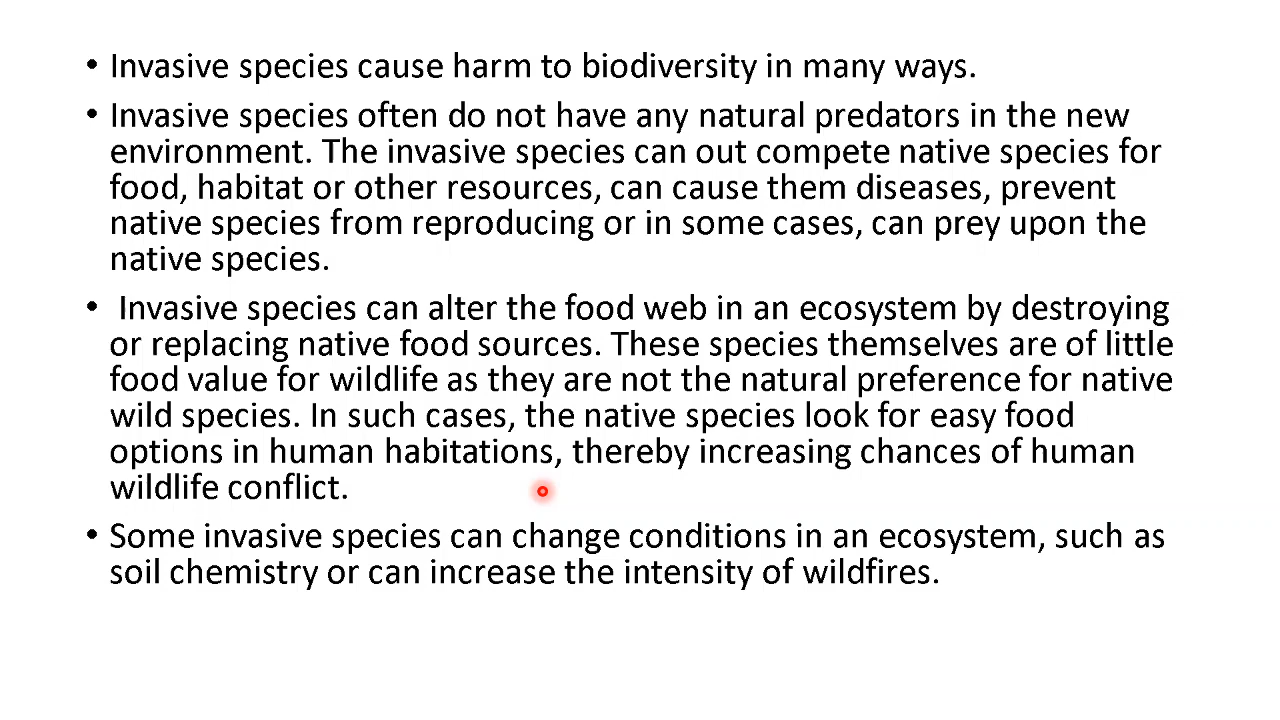 • Invasive species cause harm to biodiversity in many ways.
• Invasive species often do not have any natural predators in the new
environment. The invasive species can out compete native species for
food, habitat or other resources, can cause them diseases, prevent
native species from reproducing or in some cases, can prey upon the
native species.
• Invasive species can alter the food web in an ecosystem by destroying
or replacing native food sources. These species themselves are of little
food value for wildlife as they are not the natural preference for native
wild species. In such cases, the native species look for easy food
options in human habitations, thereby increasing chances of human
wildlife conflict.
• Some invasive species can change conditions in an ecosystem, such as
soil chemistry or can increase the intensity of wildfires.